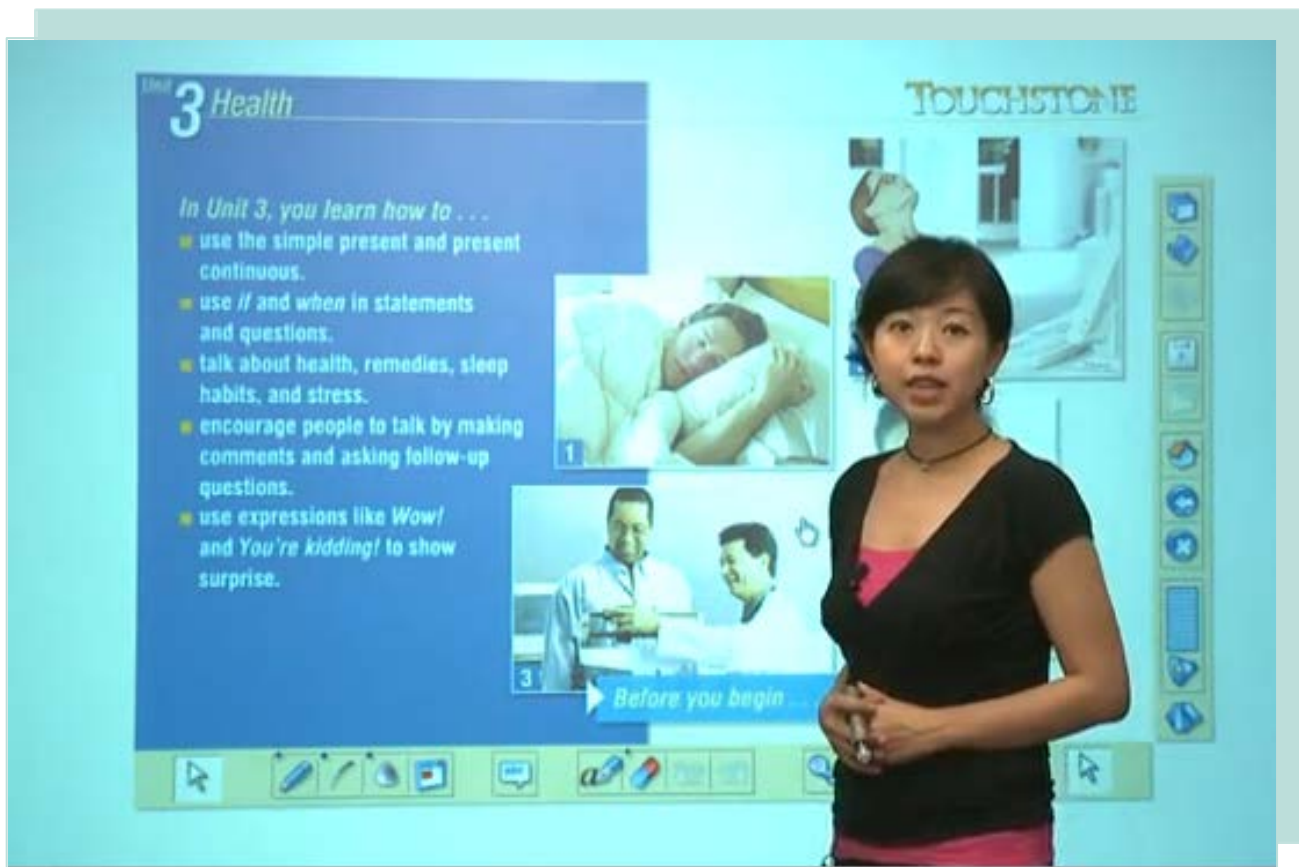 Unit
3 Health
TOUCHSTONE
In Unit 3, you learn how to . . .
■ use the simple present and present
continuous.
■ use if and when in statements
and questions.
■ talk about health, remedies, sleep
habits, and stress.
■ encourage people to talk by making
comments and asking follow-up
questions.
■ use expressions like Wow!
and You're kidding! to show
surprise.
1
3
Before you begin . .
a